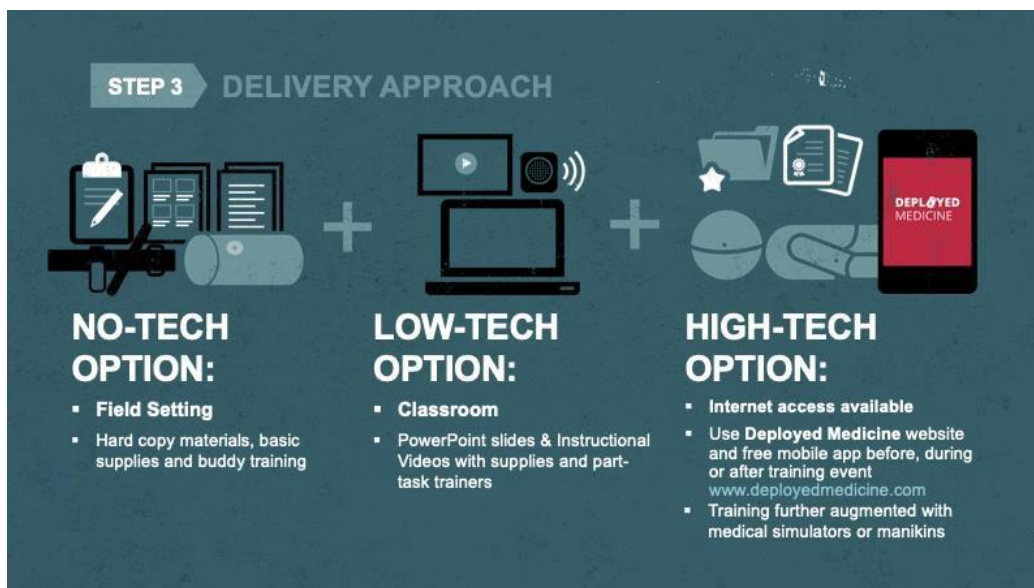 STEP 3
DELIVERY APPROACH
DEPLOYED
MEDICINE
NO-TECH
OPTION:
▪ Field Setting
▪ Hard copy materials, basic
supplies and buddy training
LOW-TECH
OPTION:
▪ Classroom
▪ PowerPoint slides & Instructional
Videos with supplies and part-
task trainers
HIGH-TECH
OPTION:
▪ Internet access available
▪ Use Deployed Medicine website
and free mobile app before, during
or after training event
www.deployedmedicine.com
▪ Training further augmented with
medical simulators or manikins